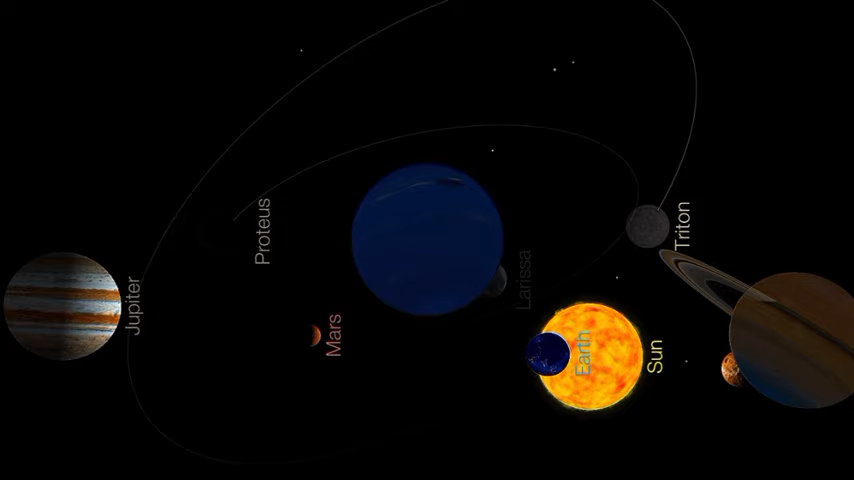 Jupiter
Proteus
Mars
Larissa
Earth
Sun
Triton